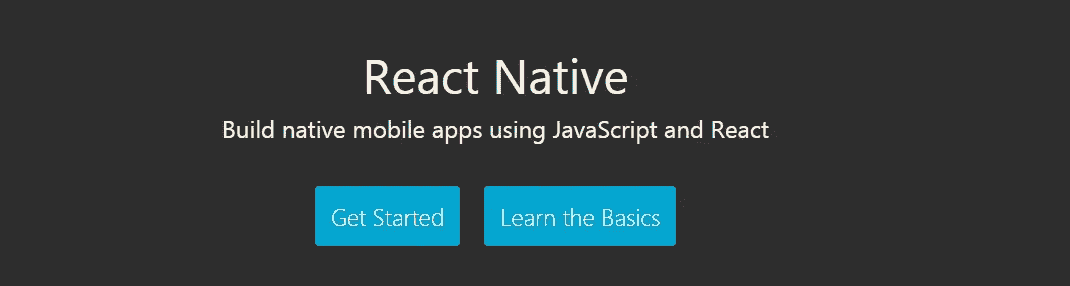 React Native
Build native mobile apps using JavaScript and React
Get Started
Learn the Basics